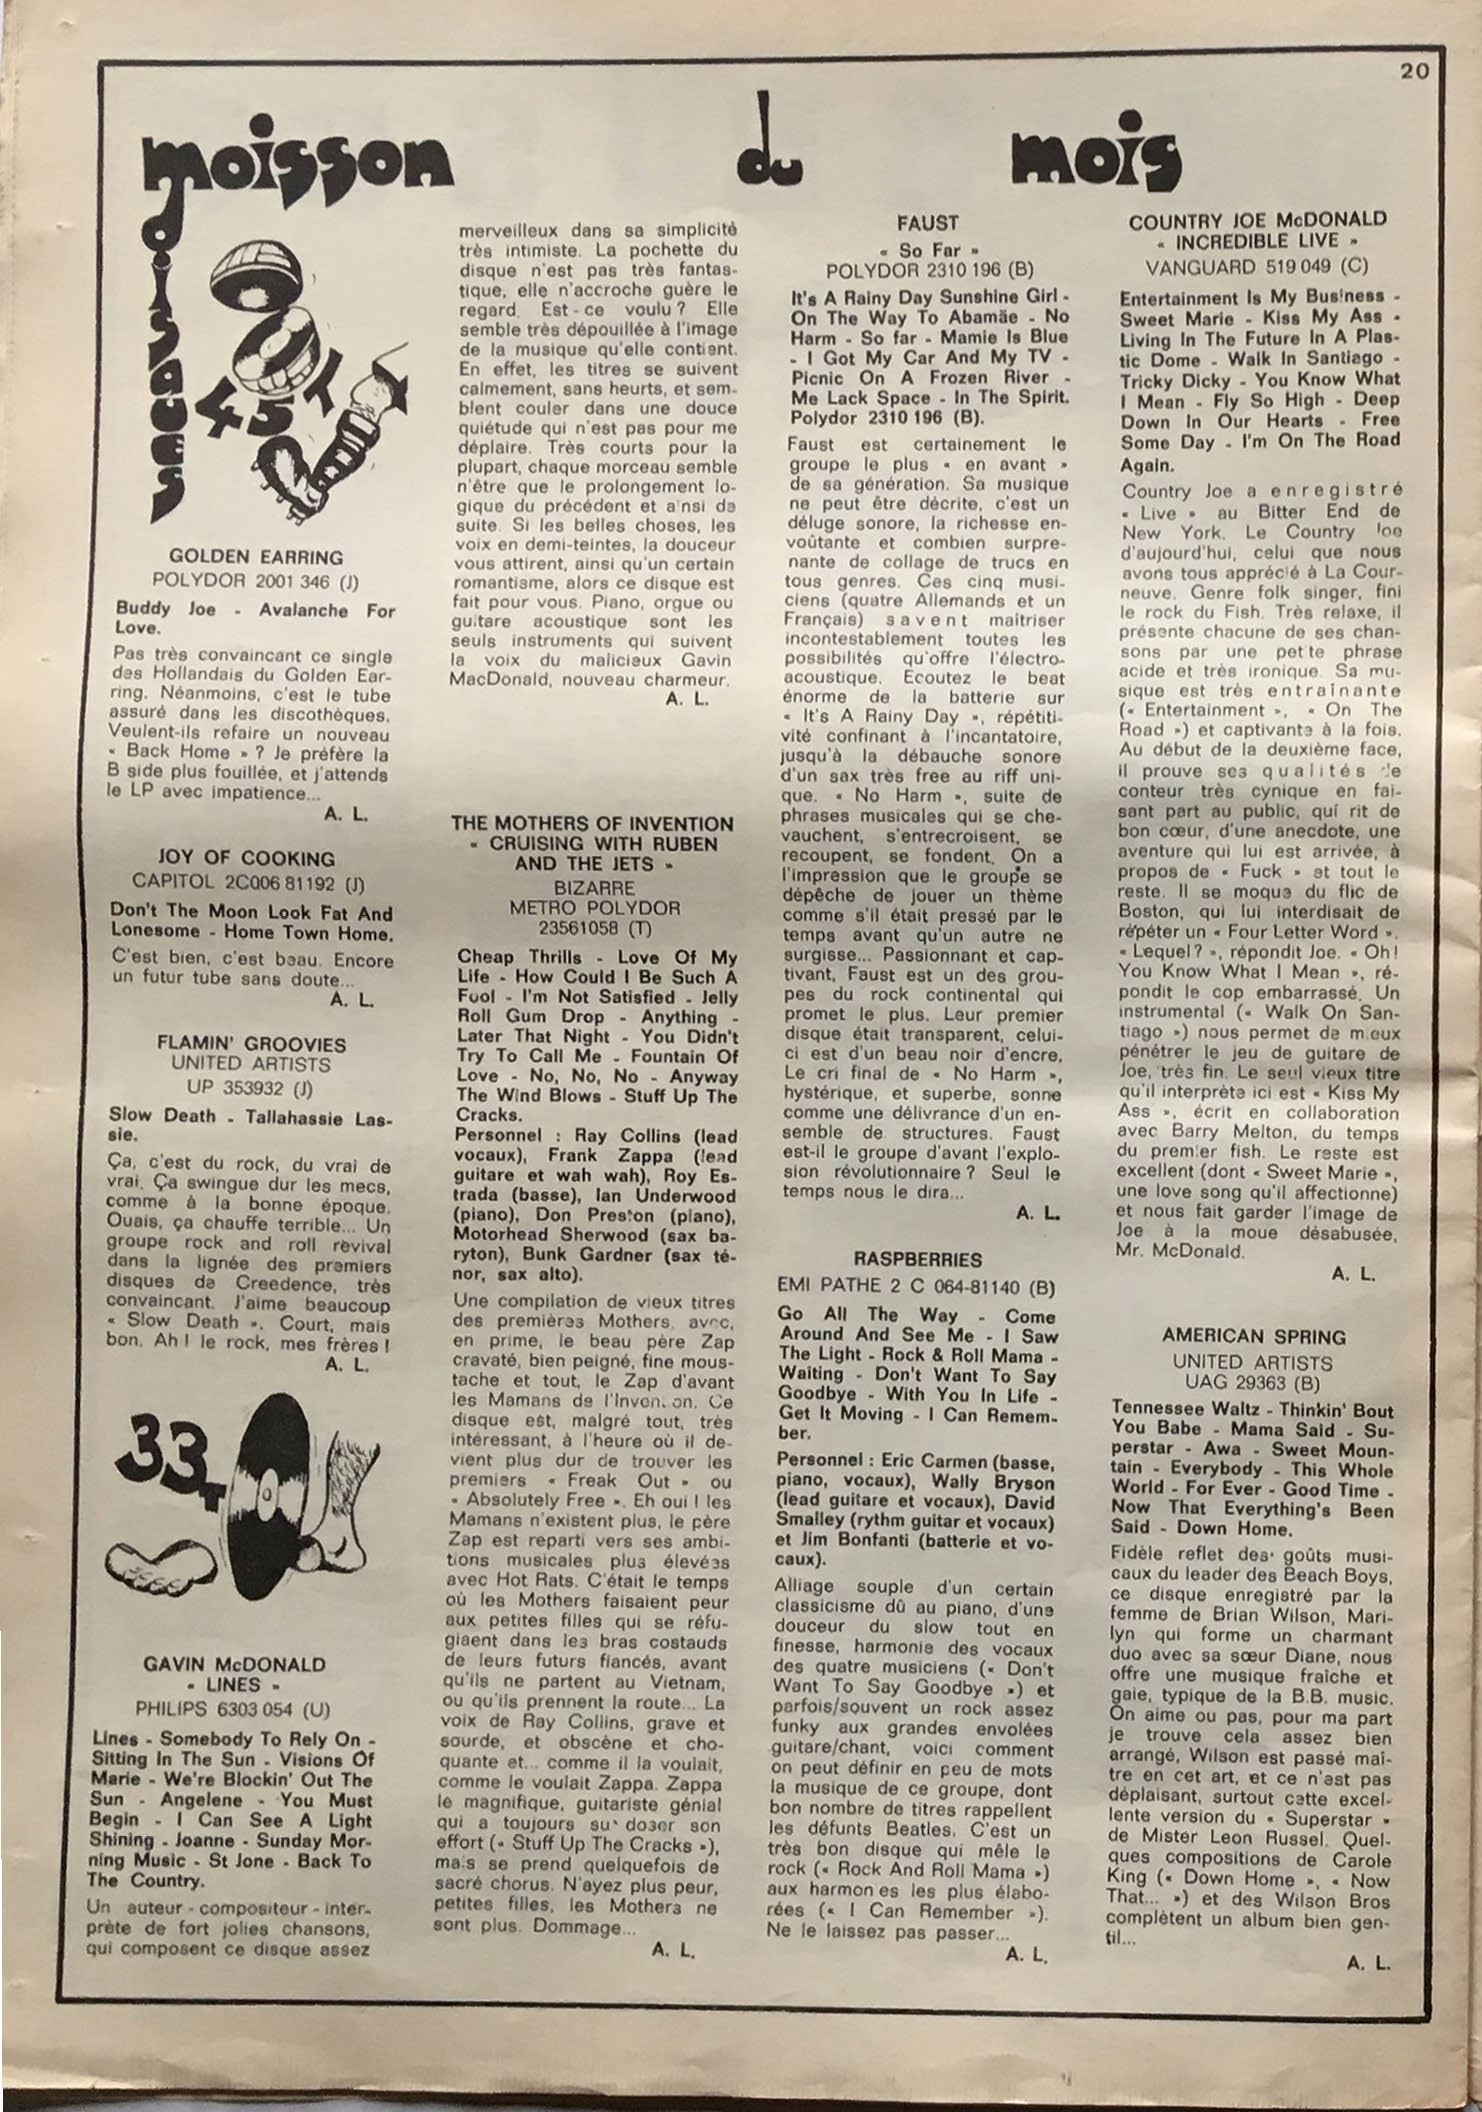 20
moisson du mois
disques
45T
GOLDEN EARRING
POLYDOR 2001 346 (J)
Buddy Joe - Avalanche For
Love.
Pas très convaincant ce single
des Hollandais du Golden Ear-
ring. Néanmoins, c'est le tube
assuré dans les discothèques.
Veulent-ils refaire un nouveau
« Back Home » ? Je préfère la
B side plus fouillée, et j'attends
le LP avec impatience...
A. L.
JOY OF COOKING
CAPITOL 2C006 81192 (J)
Don't The Moon Look Fat And
Lonesome - Home Town Home.
C'est bien, c'est beau. Encore
un futur tube sans doute...
A. L.
FLAMIN' GROOVIES
UNITED ARTISTS
UP 353932 (J)
Slow Death - Tallahassie Las-
sie.
Ça, c'est du rock, du vrai de
vrai. Ça swingue dur les mecs,
comme à la bonne époque.
Ouais, ça chauffe terrible... Un
groupe rock and roll revival
dans la lignée des premiers
disques de Creedence, très
convaincant. J'aime beaucoup
« Slow Death ». Court, mais
bon. Ah ! le rock, mes frères !
A. L.
33T
GAVIN McDONALD
« LINES »
PHILIPS 6303 054 (U)
Lines - Somebody To Rely On -
Sitting In The Sun - Visions Of
Marie - We're Blockin' Out The
Sun - Angelene - You Must
Begin - I Can See A Light
Shining - Joanne - Sunday Mor-
ning Music - St Jone - Back To
The Country.
Un auteur - compositeur - inter-
prète de fort jolies chansons,
qui composent ce disque assez
merveilleux dans sa simplicité
très intimiste. La pochette du
disque n'est pas très fantas-
tique, elle n'accroche guère le
regard. Est-ce voulu ? Elle
semble très dépouillée à l'image
de la musique qu'elle contient.
En effet, les titres se suivent
calmement, sans heurts, et sem-
blent couler dans une douce
quiétude qui n'est pas pour me
déplaire. Très courts pour la
plupart, chaque morceau semble
n'être que le prolongement lo-
gique du précédent et ainsi de
suite. Si les belles choses, les
voix en demi-teintes, la douceur
vous attirent, ainsi qu'un certain
romantisme, alors ce disque est
fait pour vous. Piano, orgue ou
guitare acoustique sont les
seuls instruments qui suivent
la voix du malicieux Gavin
MacDonald, nouveau charmeur.
A. L.
THE MOTHERS OF INVENTION
« CRUISING WITH RUBEN
AND THE JETS »
BIZARRE
METRO POLYDOR
23561058 (T)
Cheap Thrills - Love Of My
Life - How Could I Be Such A
Fool - I'm Not Satisfied - Jelly
Roll Gum Drop - Anything -
Later That Night - You Didn't
Try To Call Me - Fountain Of
Love - No, No, No - Anyway
The Wind Blows - Stuff Up The
Cracks.
Personnel : Ray Collins (lead
vocaux), Frank Zappa (lead
guitare et wah wah), Roy Es-
trada (basse), Ian Underwood
(piano), Don Preston (piano),
Motorhead Sherwood (sax ba-
ryton), Bunk Gardner (sax té-
nor, sax alto).
Une compilation de vieux titres
des premières Mothers, avec,
en prime, le beau père Zap
cravaté, bien peigné, fine mous-
tache et tout, le Zap d'avant
les Mamans de l'Invention. Ce
disque est, malgré tout, très
intéressant, à l'heure où il de-
vient plus dur de trouver les
premiers « Freak Out » ou
« Absolutely Free ». Eh oui ! les
Mamans n'existent plus, le père
Zap est reparti vers ses ambi-
tions musicales plus élevées
avec Hot Rats. C'était le temps
où les Mothers faisaient peur
aux petites filles qui se réfu-
giaent dans les bras costauds
de leurs futurs fiancés, avant
qu'ils ne partent au Vietnam,
ou qu'ils prennent la route... La
voix de Ray Collins, grave et
sourde, et obscène et cho-
quante et... comme il la voulait,
comme le voulait Zappa. Zappa
le magnifique, guitariste génial
qui a toujours su doser son
effort (« Stuff Up The Cracks »),
mais se prend quelquefois de
sacré chorus. N'ayez plus peur,
petites filles, les Mothers ne
sont plus. Dommage...
A. L.
FAUST
« So Far »
POLYDOR 2310 196 (B)
It's A Rainy Day Sunshine Girl -
On The Way To Abamäe - No
Harm - So far - Mamie Is Blue
- I Got My Car And My TV -
Picnic On A Frozen River -
Me Lack Space - In The Spirit.
Polydor 2310 196 (B).
Faust est certainement le
groupe le plus « en avant »
de sa génération. Sa musique
ne peut être décrite, c'est un
déluge sonore, la richesse en-
voûtante et combien surpre-
nante de collage de trucs en
tous genres. Ces cinq musi-
ciens (quatre Allemands et un
Français) savent maîtriser
incontestablement toutes les
possibilités qu'offre l'électro-
acoustique. Ecoutez le beat
énorme de la batterie sur
« It's A Rainy Day », répétiti-
vité confinant à l'incantatoire,
jusqu'à la débauche sonore
d'un sax très free au riff uni-
que. « No Harm », suite de
phrases musicales qui se che-
vauchent, s'entrecroisent, se
recoupent, se fondent. On a
l'impression que le groupe se
dépêche de jouer un thème
comme s'il était pressé par le
temps avant qu'un autre ne
surgisse... Passionnant et cap-
tivant, Faust est un des grou-
pes du rock continental qui
promet le plus. Leur premier
disque était transparent, celui-
ci est d'un beau noir d'encre.
Le cri final de « No Harm »,
hystérique, et superbe, sonne
comme une délivrance d'un en-
semble de structures. Faust
est-il le groupe d'avant l'explo-
sion révolutionnaire ? Seul le
temps nous le dira...
A. L.
RASPBERRIES
EMI PATHE 2 C 064-81140 (B)
Go All The Way - Come
Around And See Me - I Saw
The Light - Rock & Roll Mama -
Waiting - Don't Want To Say
Goodbye - With You In Life -
Get It Moving - I Can Remem-
ber.
Personnel : Eric Carmen (basse,
piano, vocaux), Wally Bryson
(lead guitare et vocaux), David
Smalley (rythm guitar et vocaux)
et Jim Bonfanti (batterie et vo-
caux).
Alliage souple d'un certain
classicisme dû au piano, d'une
douceur du slow tout en
finesse, harmonie des vocaux
des quatre musiciens (« Don't
Want To Say Goodbye ») et
parfois/souvent un rock assez
funky aux grandes envolées
guitare/chant, voici comment
on peut définir en peu de mots
la musique de ce groupe, dont
bon nombre de titres rappellent
les défunts Beatles. C'est un
très bon disque qui mêle le
rock (« Rock And Roll Mama »)
aux harmonies les plus élabo-
rées (« I Can Remember »).
Ne le laissez pas passer...
A. L.
COUNTRY JOE McDONALD
« INCREDIBLE LIVE »
VANGUARD 519 049 (C)
Entertainment Is My Business -
Sweet Marie - Kiss My Ass -
Living In The Future In A Plas-
tic Dome - Walk In Santiago -
Tricky Dicky - You Know What
I Mean - Fly So High - Deep
Down In Our Hearts - Free
Some Day - I'm On The Road
Again.
Country Joe a enregistré
« Live » au Bitter End de
New York. Le Country Joe
d'aujourd'hui, celui que nous
avons tous apprécié à La Cour-
neuve. Genre folk singer, fini
le rock du Fish. Très relaxe, il
présente chacune de ses chan-
sons par une petite phrase
acide et très ironique. Sa mu-
sique est très entraînante
(« Entertainment », « On The
Road ») et captivante à la fois.
Au début de la deuxième face,
il prouve ses qualités de
conteur très cynique en fai-
sant part au public, qui rit de
bon cœur, d'une anecdote, une
aventure qui lui est arrivée, à
propos de « Fuck » et tout le
reste. Il se moque du flic de
Boston, qui lui interdisait de
répéter un « Four Letter Word ».
« Lequel ? », répondit Joe. « Oh !
You Know What I Mean », ré-
pondit le cop embarrassé. Un
instrumental (« Walk On San-
tiago ») nous permet de mieux
pénétrer le jeu de guitare de
Joe, très fin. Le seul vieux titre
qu'il interprète ici est « Kiss My
Ass », écrit en collaboration
avec Barry Melton, du temps
du premier fish. Le reste est
excellent (dont « Sweet Marie »,
une love song qu'il affectionne)
et nous fait garder l'image de
Joe à la moue désabusée,
Mr. McDonald.
A. L.
AMERICAN SPRING
UNITED ARTISTS
UAG 29363 (B)
Tennessee Waltz - Thinkin' Bout
You Babe - Mama Said - Su-
perstar - Awa - Sweet Moun-
tain - Everybody - This Whole
World - For Ever - Good Time -
Now That Everything's Been
Said - Down Home.
Fidèle reflet des goûts musi-
caux du leader des Beach Boys,
ce disque enregistré par la
femme de Brian Wilson, Mari-
lyn qui forme un charmant
duo avec sa sœur Diane, nous
offre une musique fraîche et
gaie, typique de la B.B. music.
On aime ou pas, pour ma part
je trouve cela assez bien
arrangé, Wilson est passé maî-
tre en cet art, et ce n'est pas
déplaisant, surtout cette excel-
lente version du « Superstar »
de Mister Leon Russel. Quel-
ques compositions de Carole
King (« Down Home », « Now
That... ») et des Wilson Bros
complètent un album bien gen-
til...
A. L.